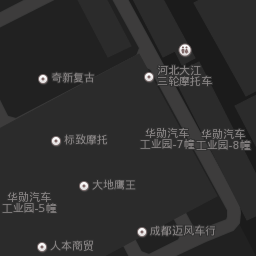 奇新复古
河北大江
三轮摩托车
标致摩托
华勋汽车
工业园-7幢
华勋汽车
工业园-8幢
大地鹰王
华勋汽车
工业园-5幢
成都迈风车行
人本商贸